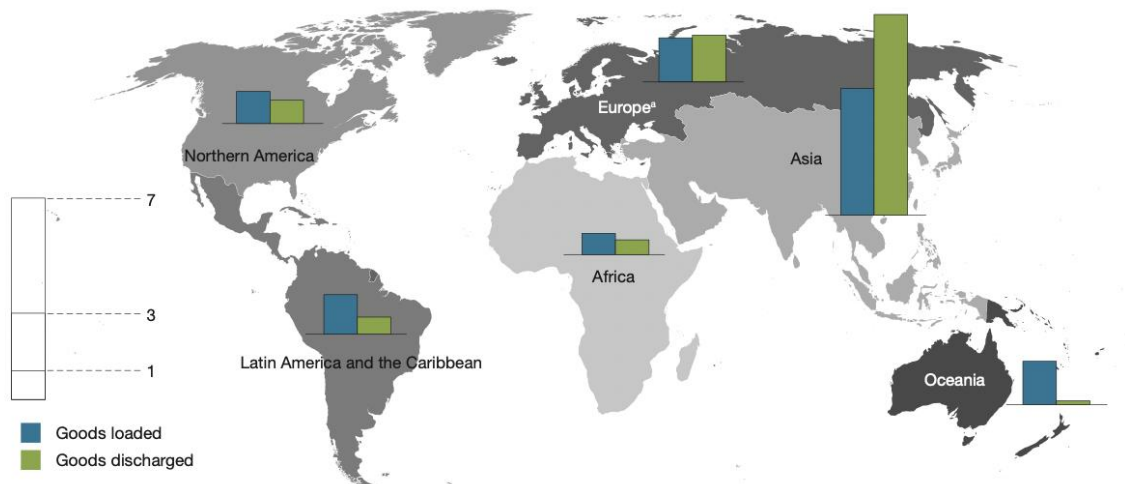 Europeᵃ
Northern America
Asia
7
Africa
3
Latin America and the Caribbean
1
Oceania
Goods loaded
Goods discharged